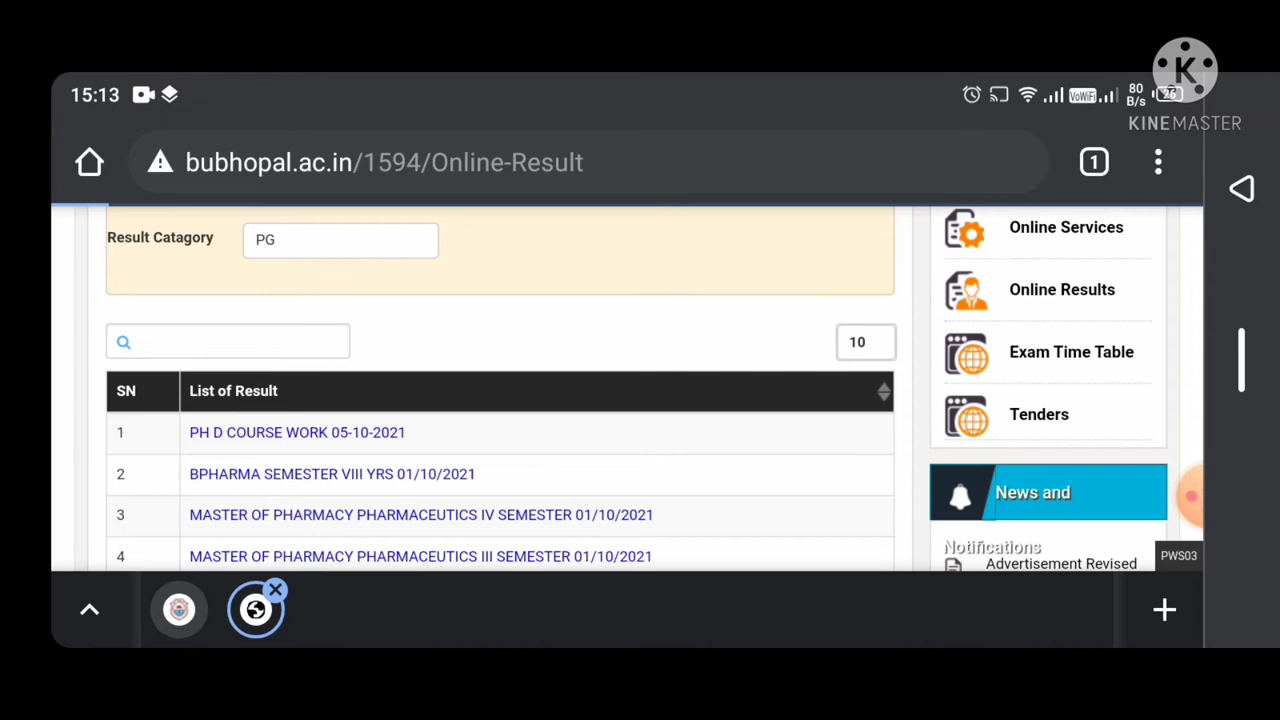 15:13
80
B/s
VoWiFi
26
K
KINEMASTER
bubhopal.ac.in/1594/Online-Result
1
Result Catagory
PG
10
SN List of Result
1 PH D COURSE WORK 05-10-2021
2 BPHARMA SEMESTER VIII YRS 01/10/2021
3 MASTER OF PHARMACY PHARMACEUTICS IV SEMESTER 01/10/2021
4 MASTER OF PHARMACY PHARMACEUTICS III SEMESTER 01/10/2021
Online Services
Online Results
Exam Time Table
Tenders
News and
Notifications
Advertisement Revised
PWS03